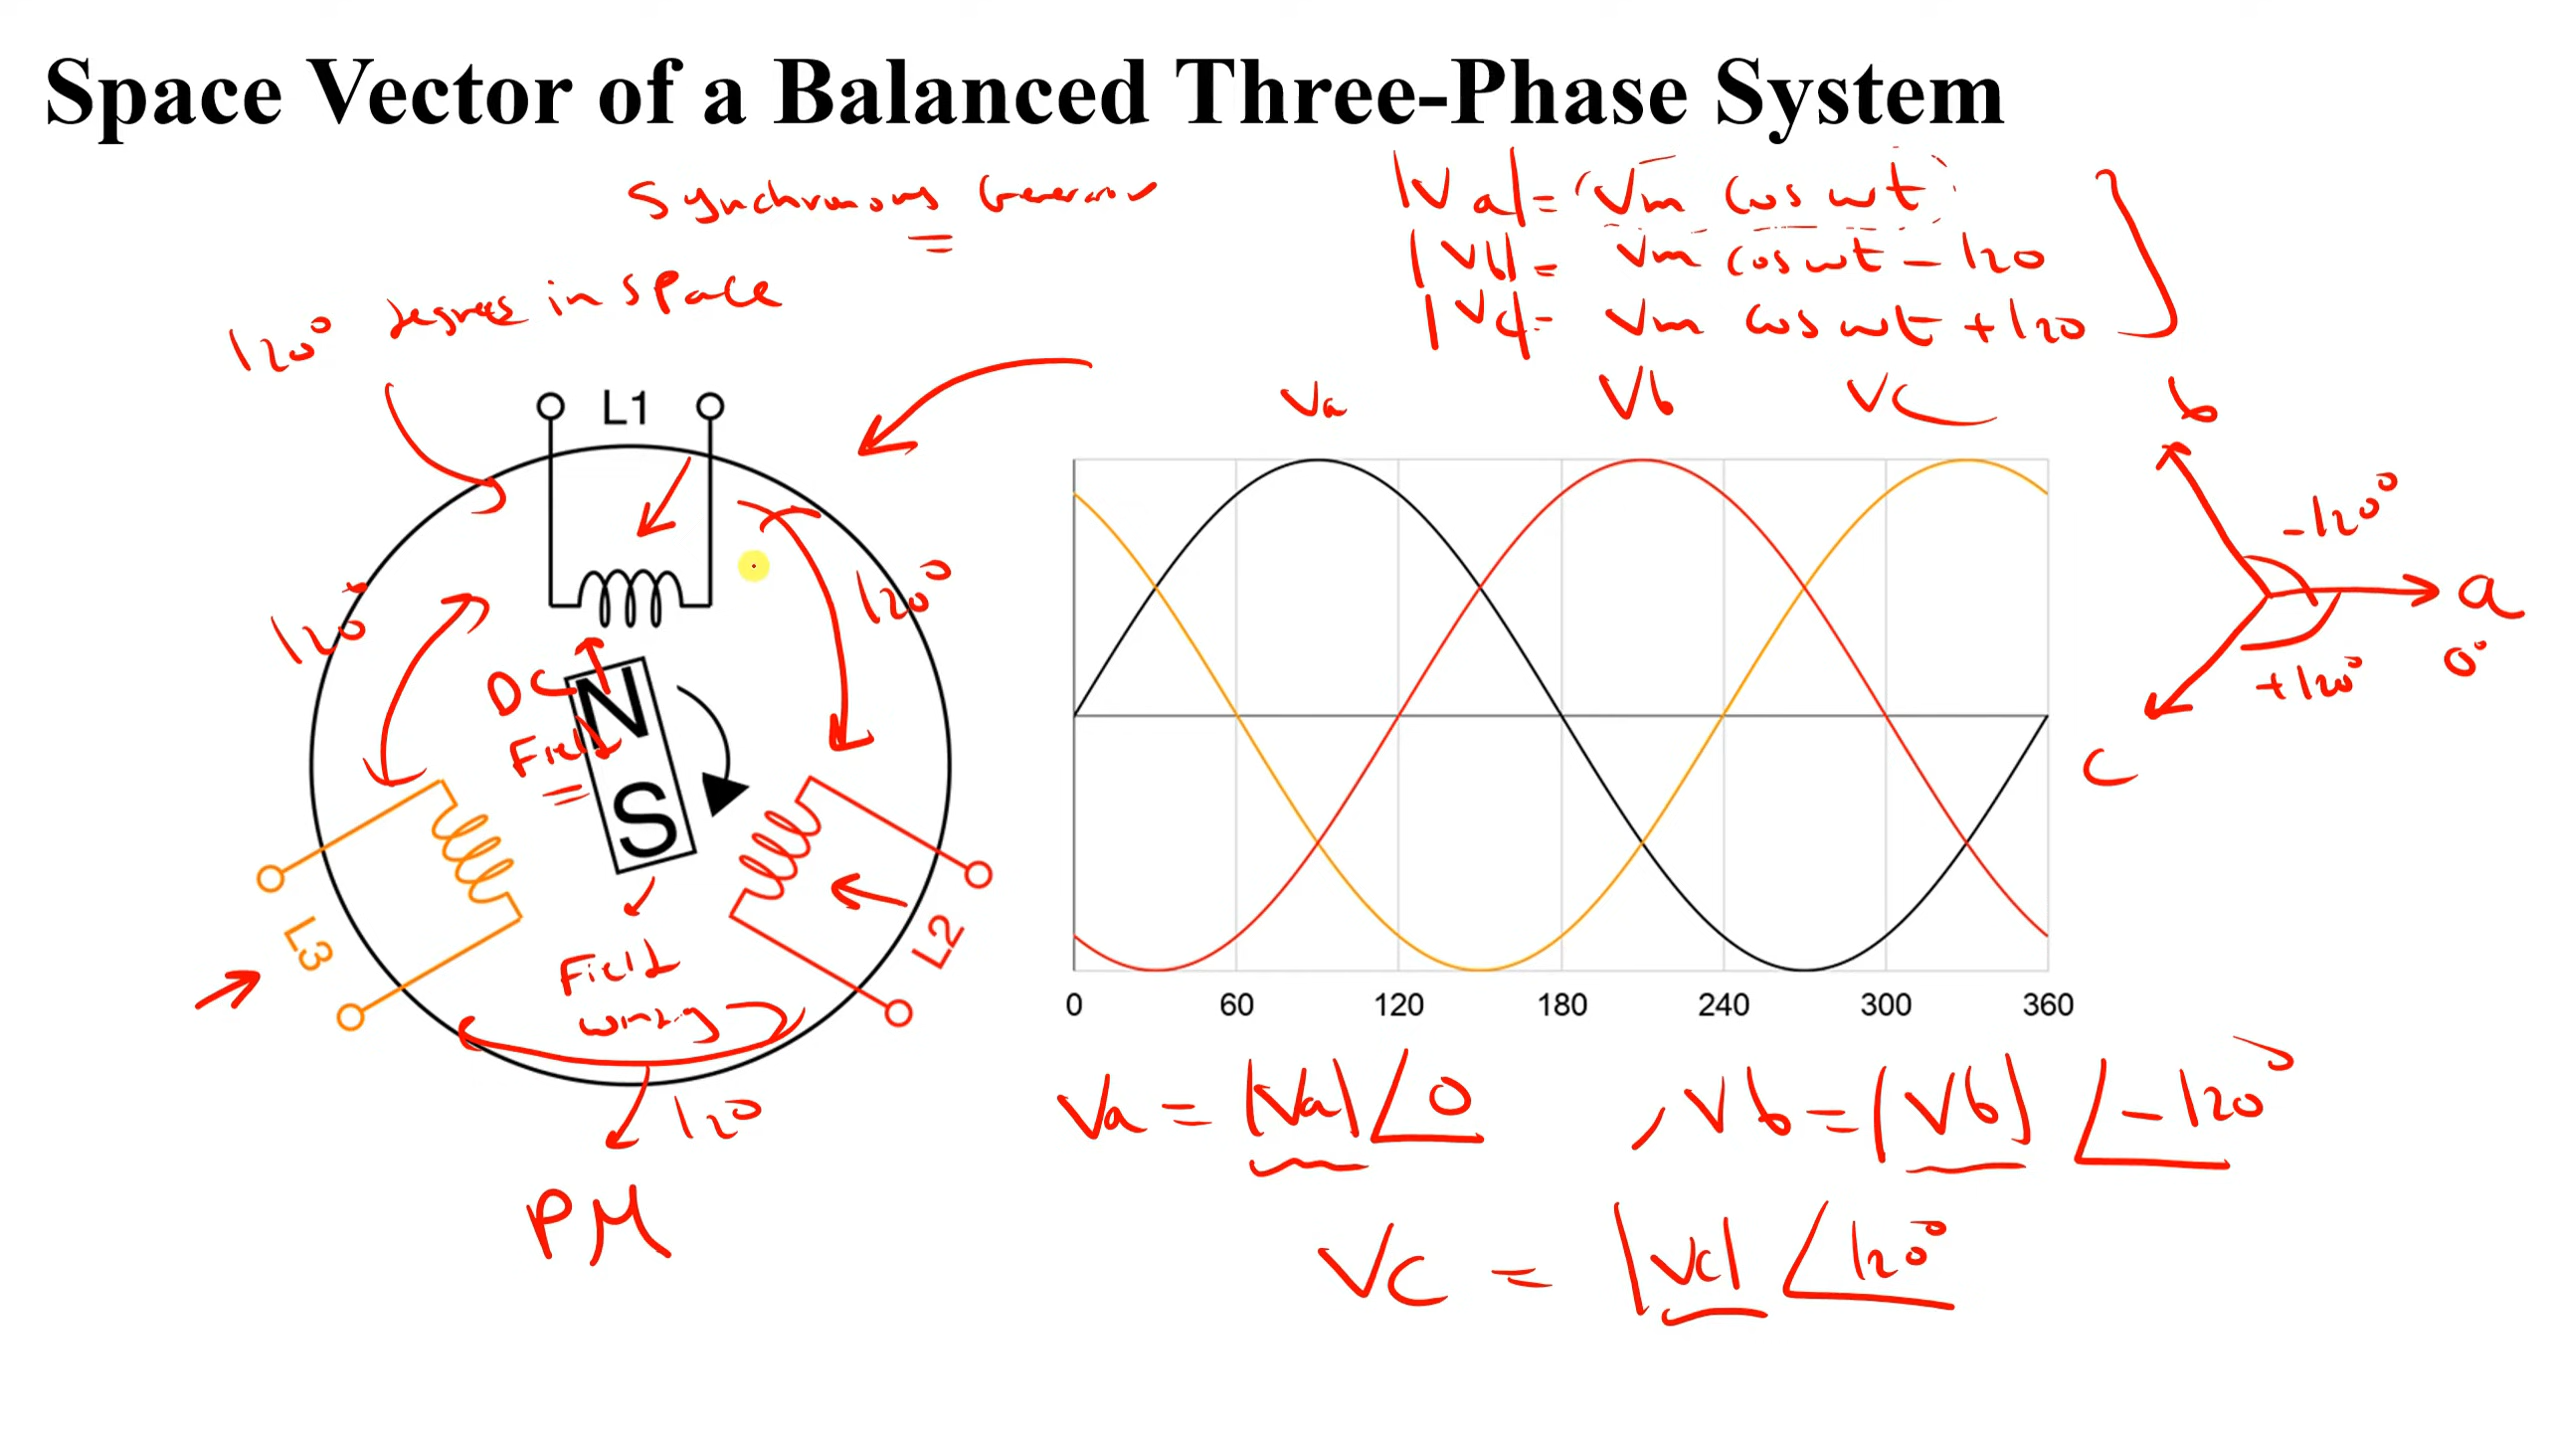 Space Vector of a Balanced Three-Phase System
Synchronous
|Va| = Vm cos wt
|Vb| = Vm cos wt - 120
|Vc| = Vm cos wt + 120
120° degrees in space
Va Vb Vc
L1
120°
120°
DC
Field
N
S
L3
L2
Field
120
PM
b
-120°
a
0°
+120°
c
0 60 120 180 240 300 360
Va = |Va| ∠0 , Vb = |Vb| ∠-120°
Vc = |Vc| ∠120°